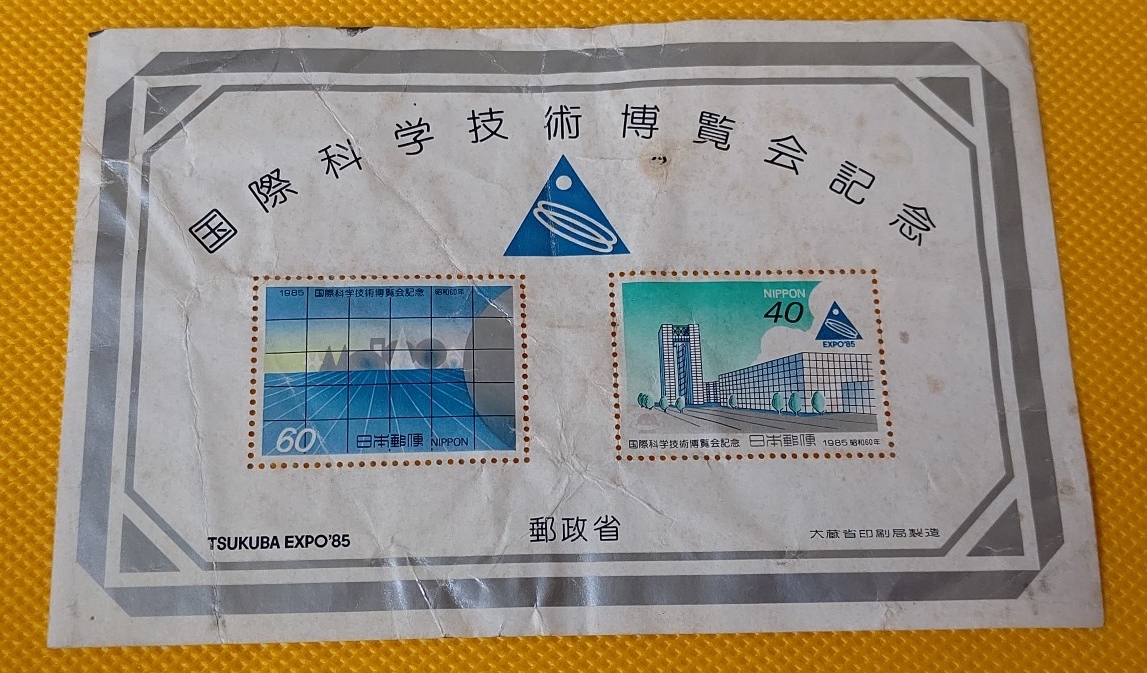 国際科学技術博覧会記念
1985 国際科学技術博覧会記念 昭和60年
60 日本郵便 NIPPON
NIPPON
40
EXPO'85
国際科学技術博覧会記念 日本郵便 1985 昭和60年
TSUKUBA EXPO'85
郵政省
大蔵省印刷局製造